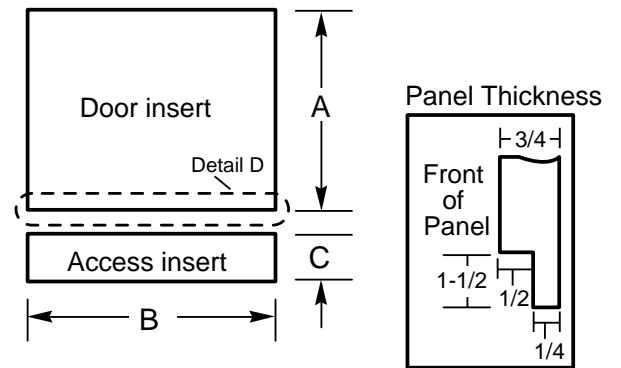 Door insert
A
Detail D
Access insert
C
B
Panel Thickness
3/4
Front
of
Panel
1-1/2
1/2
1/4